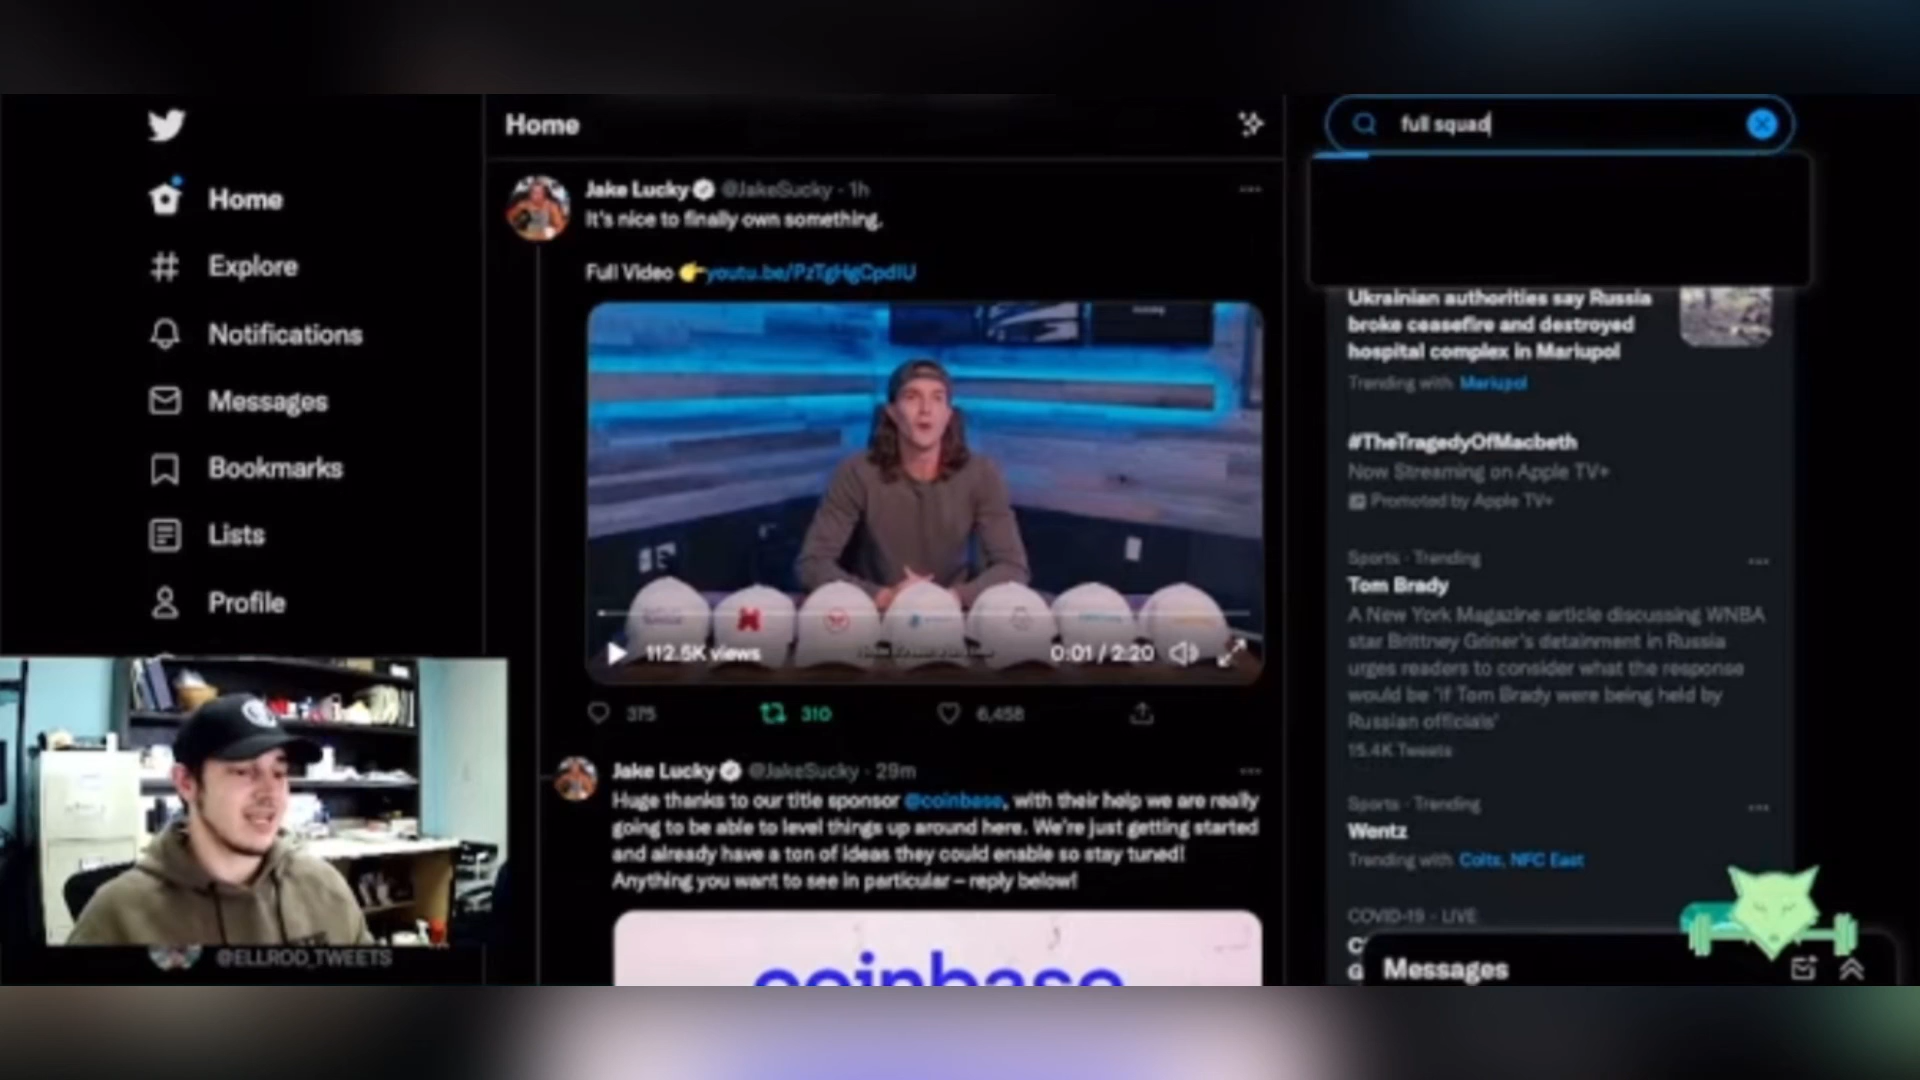 Home
Explore
Notifications
Messages
Bookmarks
Lists
Profile
@ELLROD_TWEETS
Home
Jake Lucky @JakeSucky · 1h
It's nice to finally own something.
Full Video 👉youtu.be/PzTgHgCpdIU
112.5K views
0:01 / 2:20
375
310
6,458
Jake Lucky @JakeSucky · 29m
Huge thanks to our title sponsor @coinbase, with their help we are really
going to be able to level things up around here. We're just getting started
and already have a ton of ideas they could enable so stay tuned!
Anything you want to see in particular – reply below!
coinbase
full squad
Ukrainian authorities say Russia
broke ceasefire and destroyed
hospital complex in Mariupol
Trending with Mariupol
#TheTragedyOfMacbeth
Now Streaming on Apple TV+
Promoted by Apple TV+
Sports · Trending
Tom Brady
A New York Magazine article discussing WNBA
star Brittney Griner's detainment in Russia
urges readers to consider what the response
would be 'if Tom Brady were being held by
Russian officials'
15.4K Tweets
Sports · Trending
Wentz
Trending with Colts, NFC East
COVID-19 · LIVE
Messages